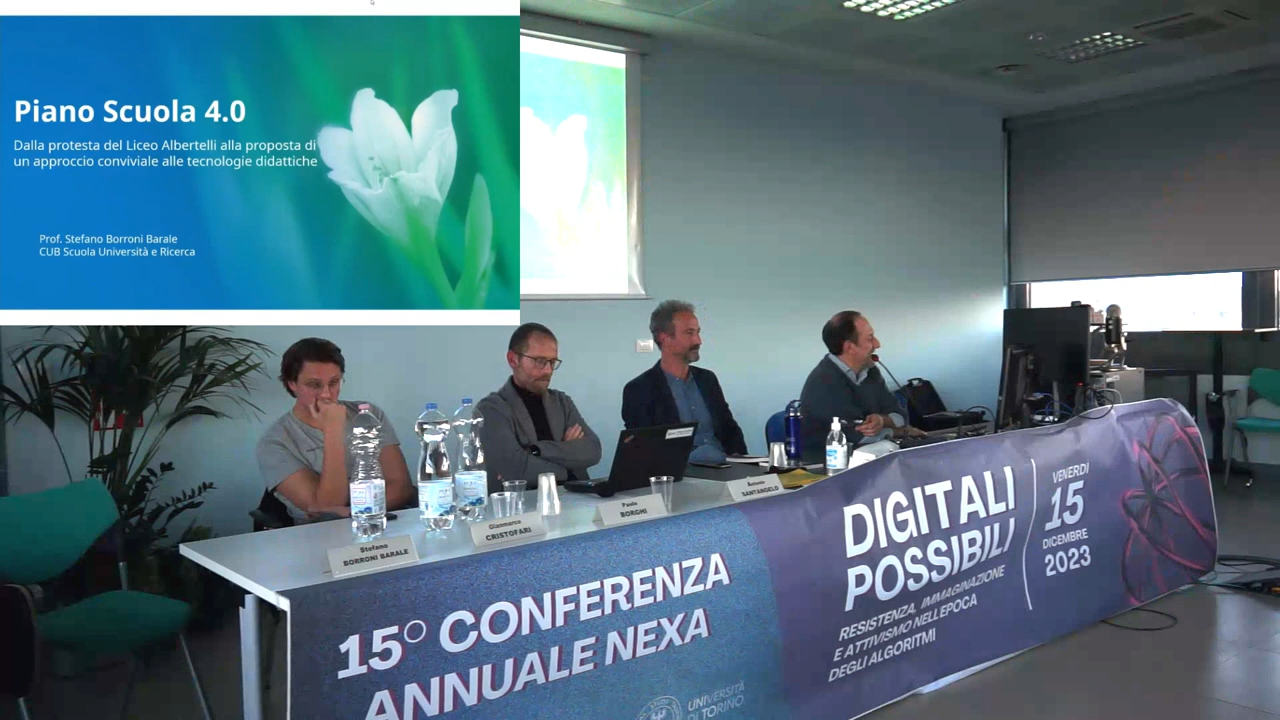 Piano Scuola 4.0
Dalla protesta del Liceo Albertelli alla proposta di
un approccio conviviale alle tecnologie didattiche
Prof. Stefano Borroni Barale
CUB Scuola Università e Ricerca
Stefano
BORRONI BARALE
Gianmarco
CRISTOFARI
Paolo
BORGHI
Antonio
SANTANGELO
15° CONFERENZA
ANNUALE NEXA
UNIVERSITÀ
DI TORINO
DIGITALI
POSSIBILI
RESISTENZA, IMMAGINAZIONE
E ATTIVISMO NELL'EPOCA
DEGLI ALGORITMI
VENERDÌ
15
DICEMBRE
2023